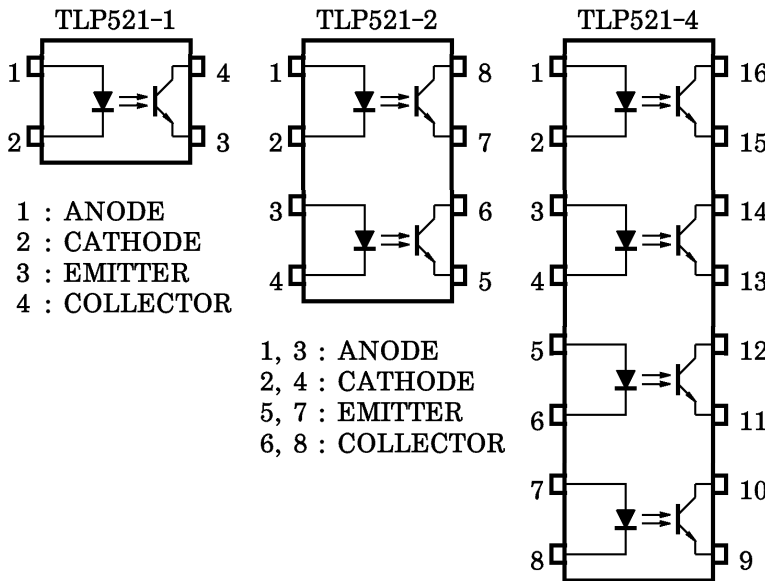 TLP521-1
1
4
2
3
1 : ANODE
2 : CATHODE
3 : EMITTER
4 : COLLECTOR
TLP521-2
1
8
2
7
3
6
4
5
1, 3 : ANODE
2, 4 : CATHODE
5, 7 : EMITTER
6, 8 : COLLECTOR
TLP521-4
1
16
2
15
3
14
4
13
5
12
6
11
7
10
8
9